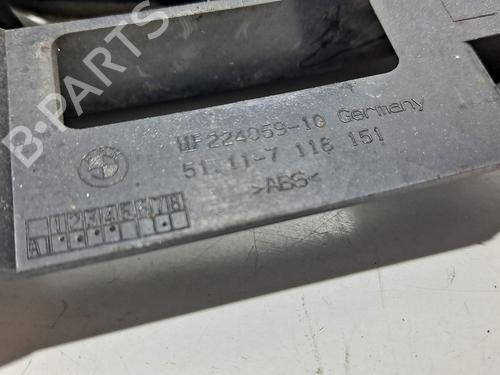 B-PARTS
WF224059-10 Germany
51.11-7 116 151
>ABS<
1 2 3 4 5 6 7 8
A